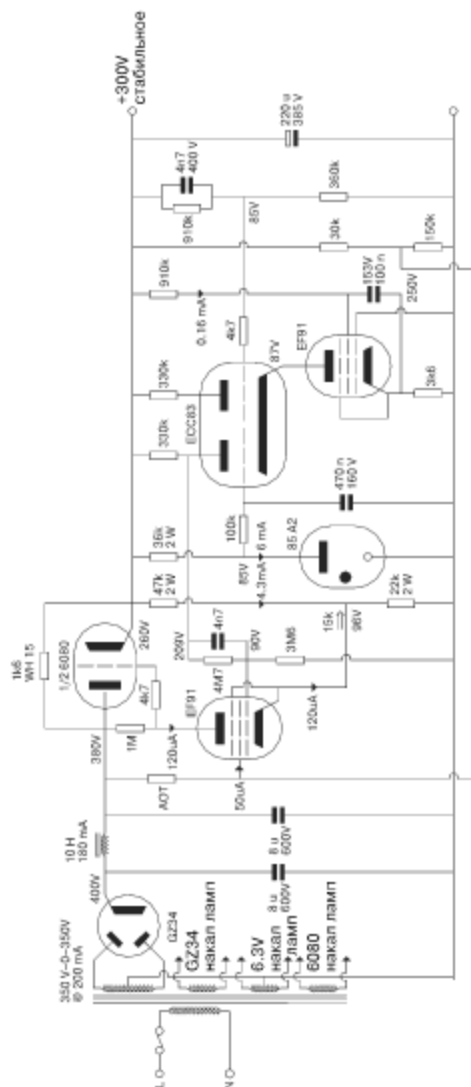 +300V
стабильное
220 u
385 V
4n7
400 V
910k
85V
360k
30k
150k
910k
0.16 mA
153V
100 n
250V
4k7
87V
EF91
330k
330k
ECC83
3k6
36k
2 W
100k
85V
6 mA
470 n
160 V
85 A2
47k
2 W
4.3mA
22k
2 W
15k
96V
1k6
WH 15
1/2 6080
260V
209V
4n7
90V
3M6
4k7
4M7
EF91
120uA
380V
1M
120uA
AOT
50uA
10 H
180 mA
8 u
600V
400V
8 u
600V
GZ34
350 V–0–350V
@ 200 mA
GZ34
накал ламп
6.3V
накал
ламп
6080
накал ламп
L
N